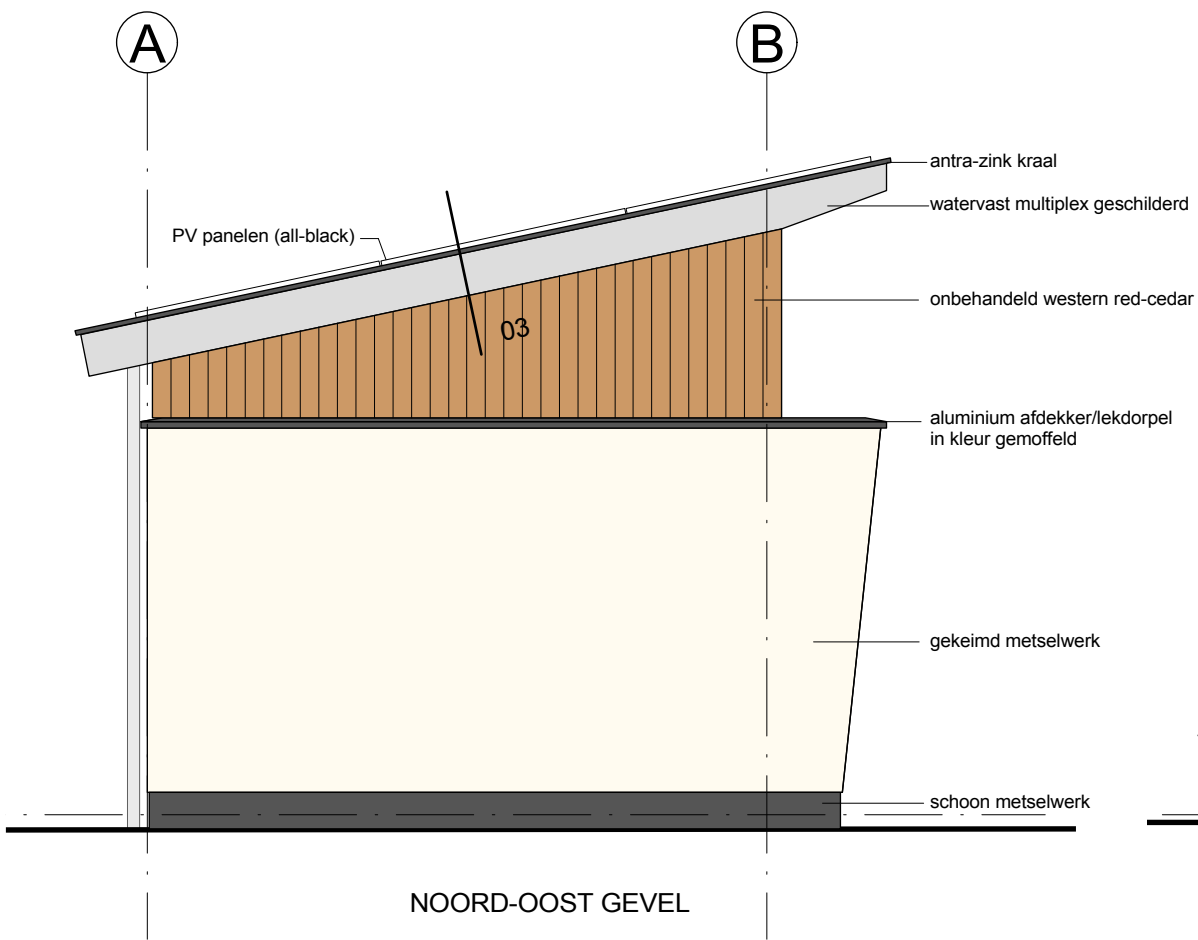 A
B
antra-zink kraal
watervast multiplex geschilderd
PV panelen (all-black)
onbehandeld western red-cedar
03
aluminium afdekker/lekdorpel
in kleur gemoffeld
gekeimd metselwerk
schoon metselwerk
NOORD-OOST GEVEL